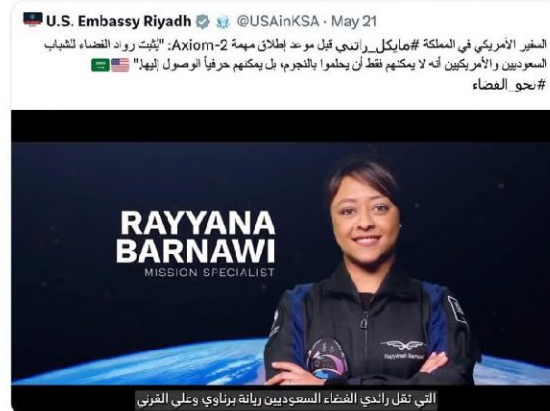 U.S. Embassy Riyadh @USAinKSA · May 21
السفير الأمريكي في المملكة #مايكل_راتني قبل موعد إطلاق مهمة Axiom-2: "يُثبت رواد الفضاء للشباب
السعوديين والأمريكيين أنه لا يمكنهم فقط أن يحلموا بالنجوم، بل يمكنهم حرفياً الوصول إليها." 🇺🇸🇸🇦
#نحو_الفضاء
RAYYANA
BARNAWI
MISSION SPECIALIST
Rayyanah Barnawi
التي تقل رائدي الفضاء السعوديين ريانة برناوي وعلي القرني